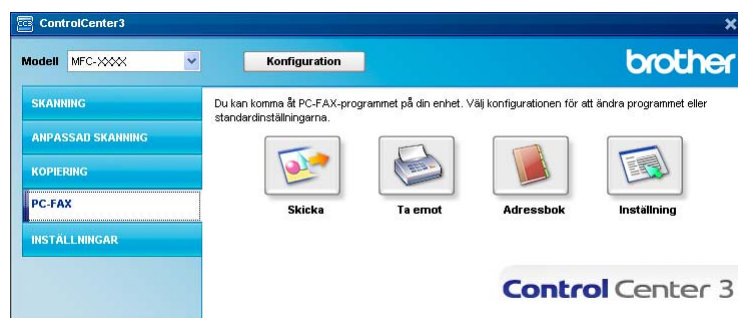 ControlCenter3
Modell MFC-XXXX Konfiguration brother
SKANNING
ANPASSAD SKANNING
KOPIERING
PC-FAX
INSTÄLLNINGAR
Du kan komma åt PC-FAX-programmet på din enhet. Välj konfigurationen för att ändra programmet eller
standardinställningarna.
Skicka Ta emot Adressbok Inställning
Control Center 3